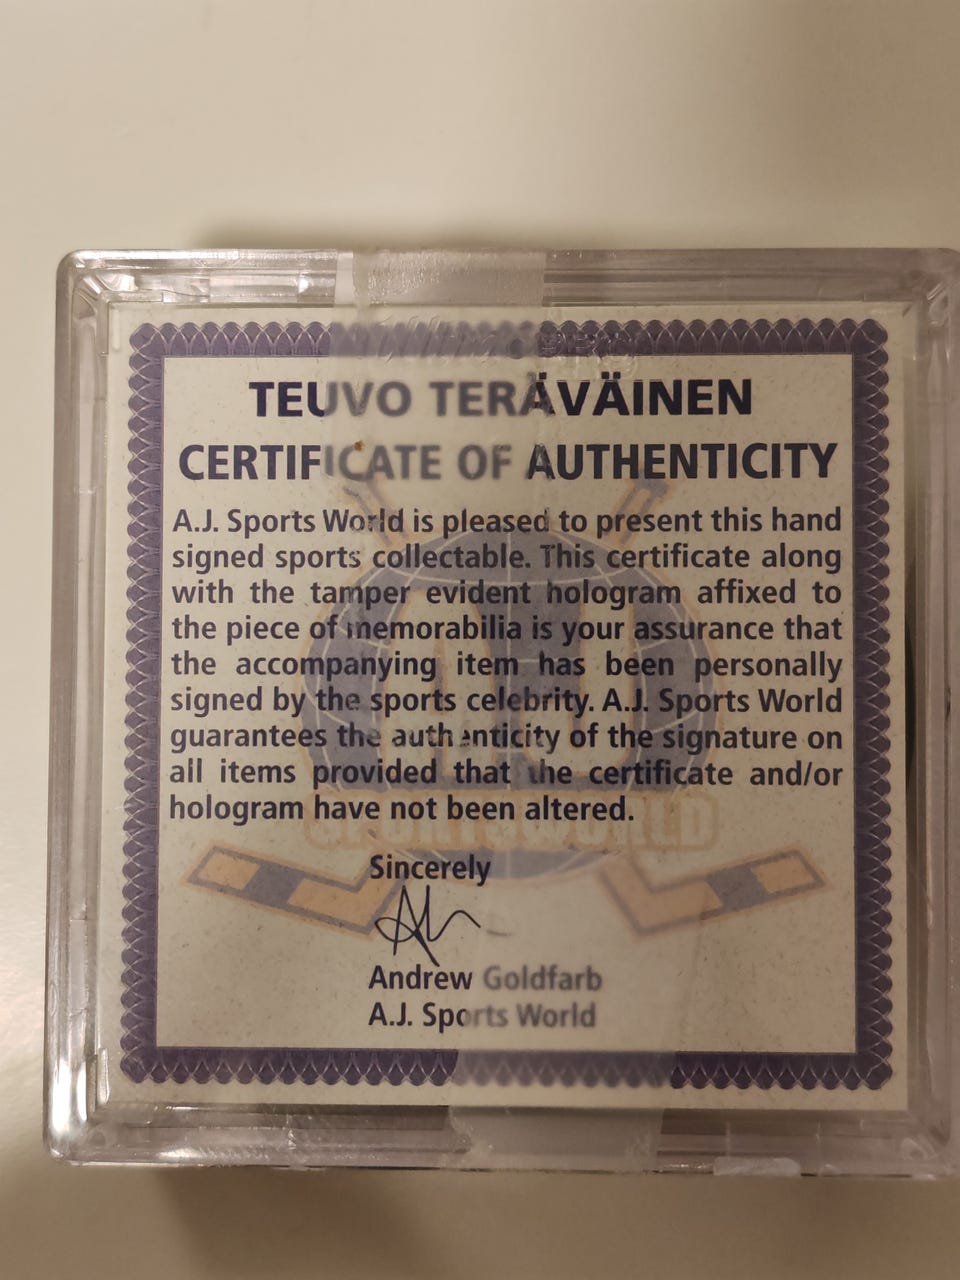 TEUVO TERÄVÄINEN
CERTIFICATE OF AUTHENTICITY
A.J. Sports World is pleased to present this hand
signed sports collectable. This certificate along
with the tamper evident hologram affixed to
the piece of memorabilia is your assurance that
the accompanying item has been personally
signed by the sports celebrity. A.J. Sports World
guarantees the authenticity of the signature on
all items provided that the certificate and/or
hologram have not been altered.
SPORTSWORLD
Sincerely
Andrew Goldfarb
A.J. Sports World